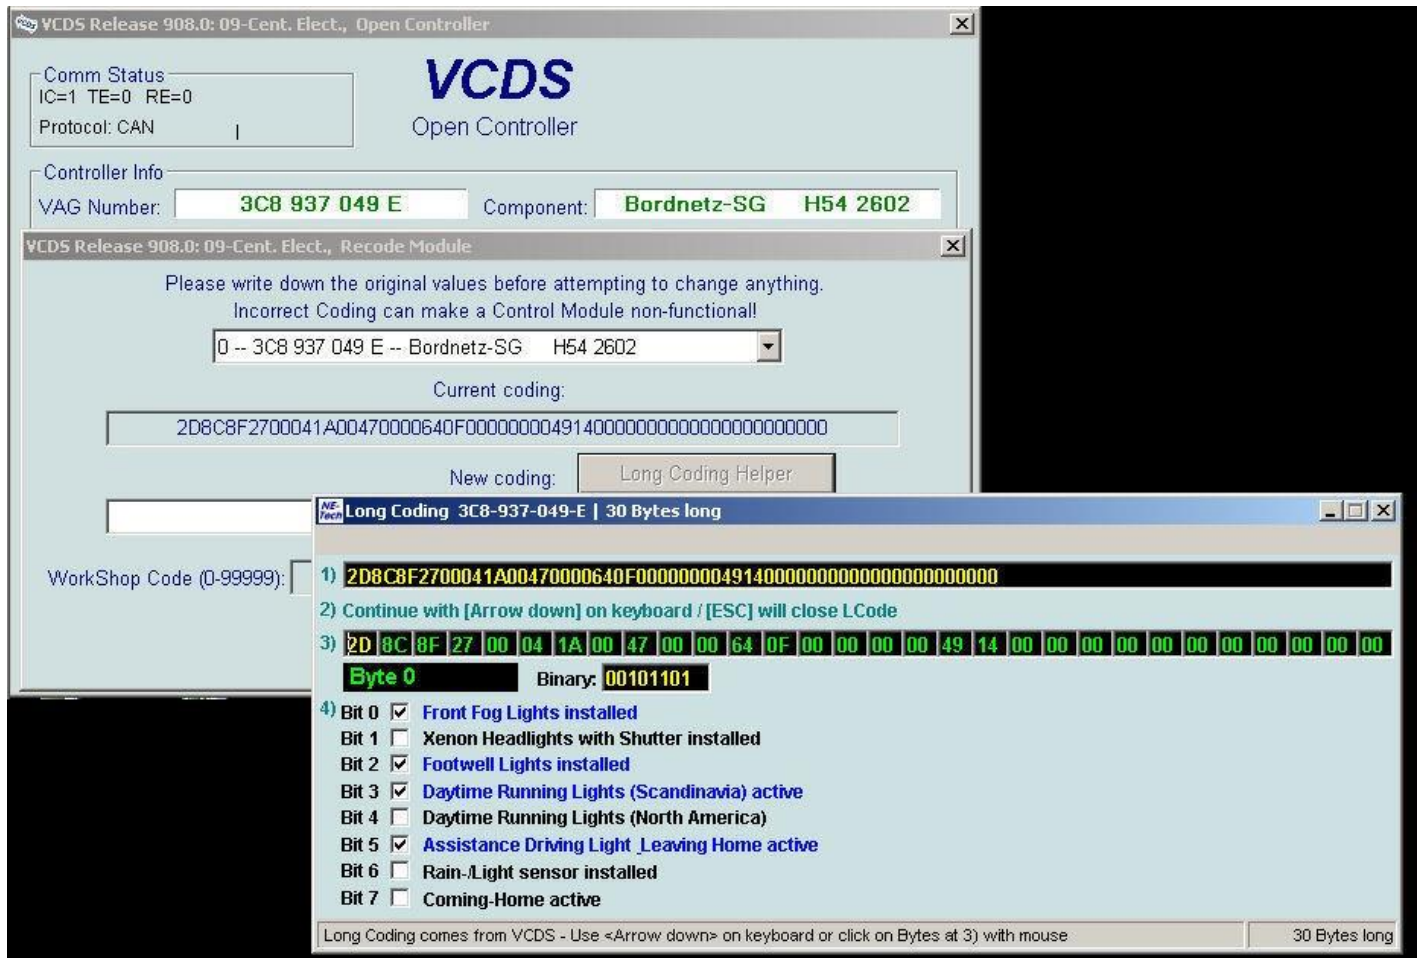 VCDS Release 908.0: 09-Cent. Elect., Open Controller
Comm Status
IC=1 TE=0 RE=0
Protocol: CAN
VCDS
Open Controller
Controller Info
VAG Number: 3C8 937 049 E Component: Bordnetz-SG H54 2602
VCDS Release 908.0: 09-Cent. Elect., Recode Module
Please write down the original values before attempting to change anything.
Incorrect Coding can make a Control Module non-functional!
0 -- 3C8 937 049 E -- Bordnetz-SG H54 2602
Current coding:
2D8C8F2700041A00470000640F00000000491400000000000000000000000
New coding: Long Coding Helper
WorkShop Code (0-99999):
NE-Tech Long Coding 3C8-937-049-E | 30 Bytes long
1) 2D8C8F2700041A00470000640F00000000491400000000000000000000000
2) Continue with [Arrow down] on keyboard / [ESC] will close LCode
3) 2D 8C 8F 27 00 04 1A 00 47 00 00 64 0F 00 00 00 00 49 14 00 00 00 00 00 00 00 00 00 00 00
Byte 0 Binary: 00101101
4) Bit 0 Front Fog Lights installed
Bit 1 Xenon Headlights with Shutter installed
Bit 2 Footwell Lights installed
Bit 3 Daytime Running Lights (Scandinavia) active
Bit 4 Daytime Running Lights (North America)
Bit 5 Assistance Driving Light _Leaving Home active
Bit 6 Rain-/Light sensor installed
Bit 7 Coming-Home active
Long Coding comes from VCDS - Use <Arrow down> on keyboard or click on Bytes at 3) with mouse 30 Bytes long